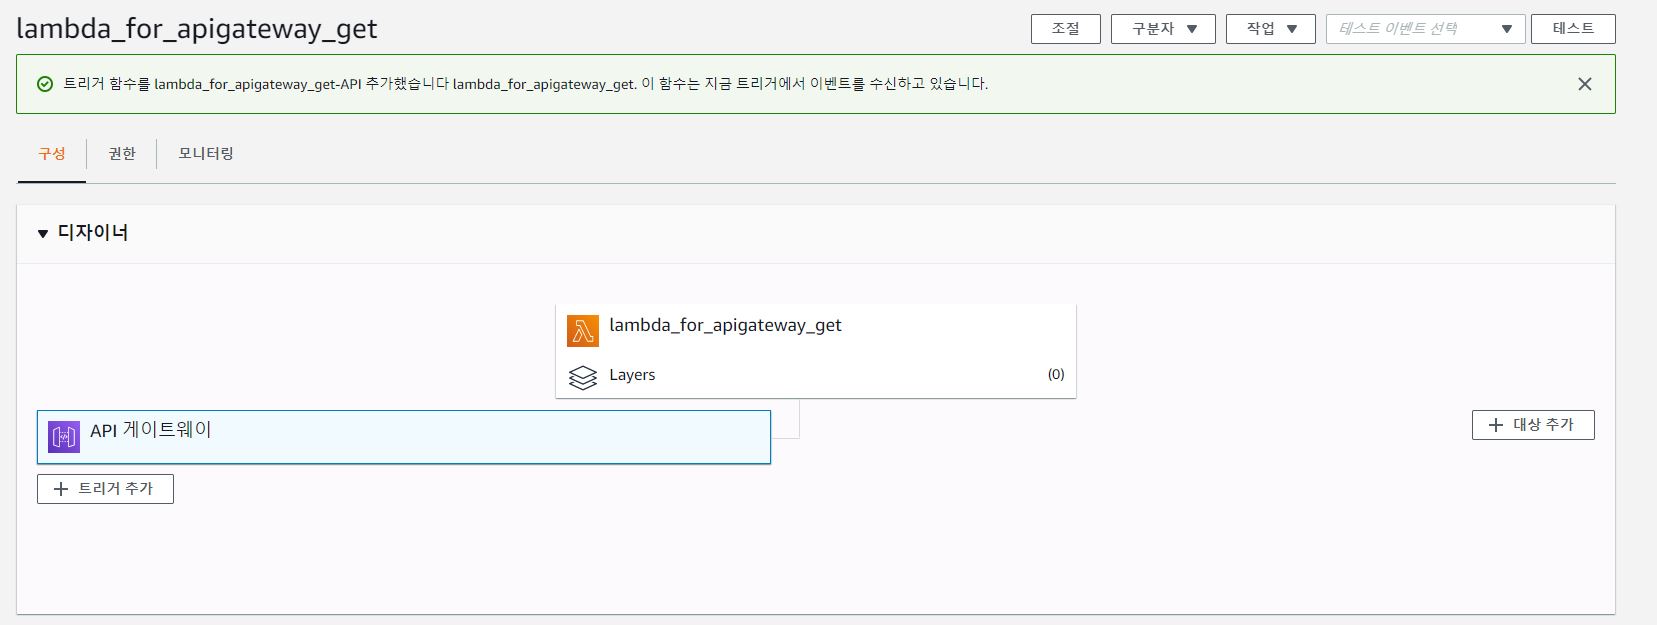 lambda_for_apigateway_get
조절
구분자
작업
테스트 이벤트 선택
테스트
트리거 함수를 lambda_for_apigateway_get-API 추가했습니다 lambda_for_apigateway_get. 이 함수는 지금 트리거에서 이벤트를 수신하고 있습니다.
구성
권한
모니터링
디자이너
lambda_for_apigateway_get
Layers
(0)
API 게이트웨이
대상 추가
트리거 추가